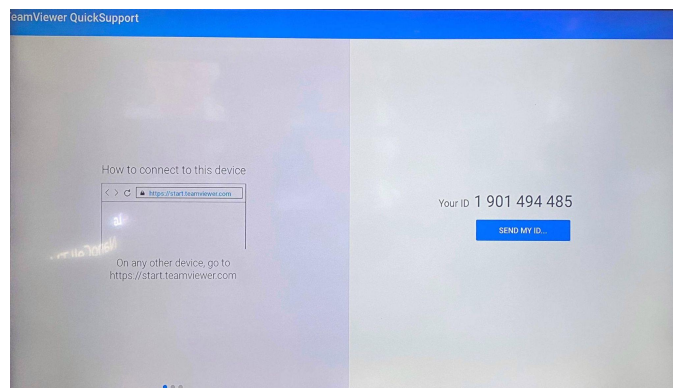 eamViewer QuickSupport
How to connect to this device
https://start.teamviewer.com
On any other device, go to
https://start.teamviewer.com
Your ID 1 901 494 485
SEND MY ID...